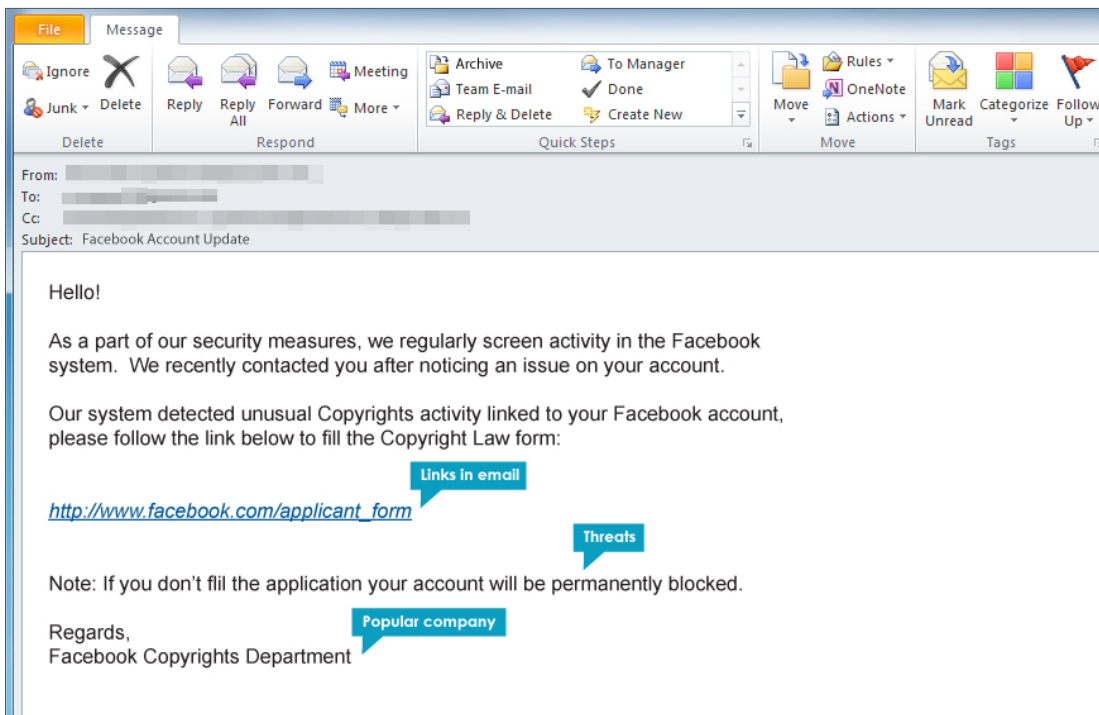 File Message
Ignore
Junk
Delete
Reply
Reply All
Forward
Meeting
More
Archive
Team E-mail
Reply & Delete
To Manager
Done
Create New
Move
Rules
OneNote
Actions
Mark Unread
Categorize
Follow Up
Delete Respond Quick Steps Move Tags
From:
To:
Cc:
Subject: Facebook Account Update
Hello!
As a part of our security measures, we regularly screen activity in the Facebook
system. We recently contacted you after noticing an issue on your account.
Our system detected unusual Copyrights activity linked to your Facebook account,
please follow the link below to fill the Copyright Law form:
Links in email
http://www.facebook.com/applicant_form
Threats
Note: If you don't flil the application your account will be permanently blocked.
Popular company
Regards,
Facebook Copyrights Department